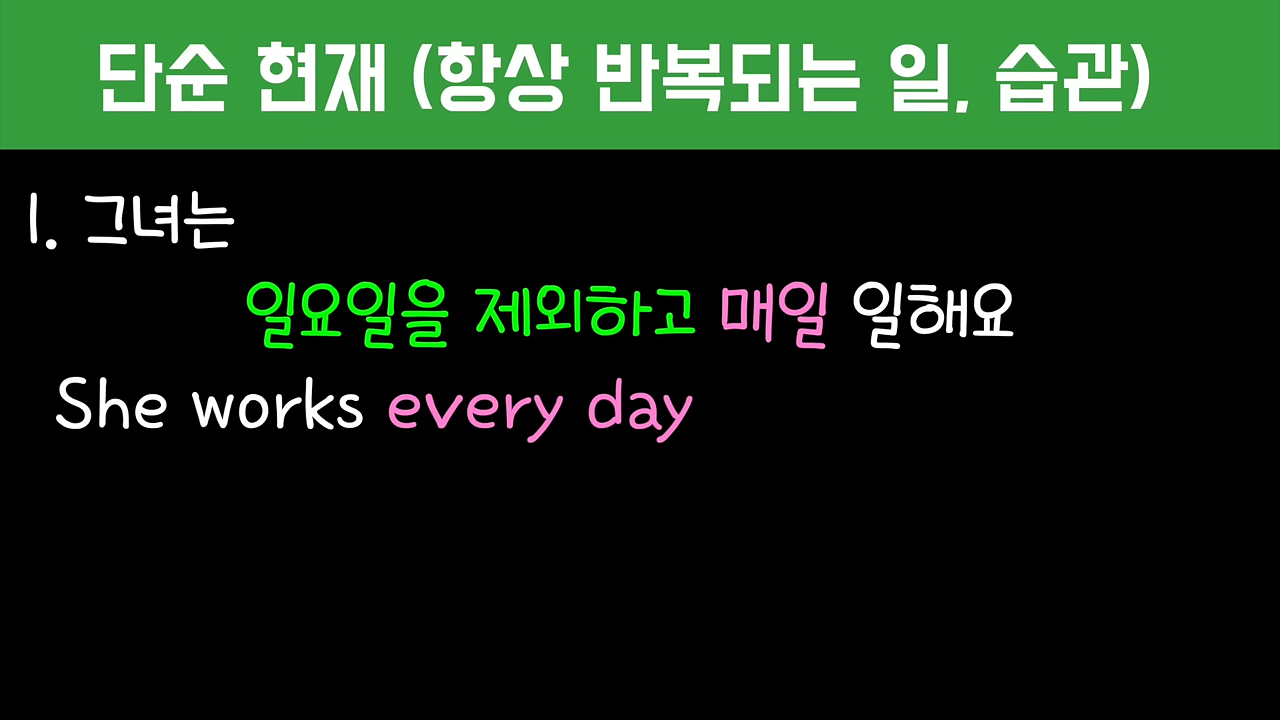 단순 현재 (항상 반복되는 일, 습관)
1. 그녀는
일요일을 제외하고 매일 일해요
She works every day